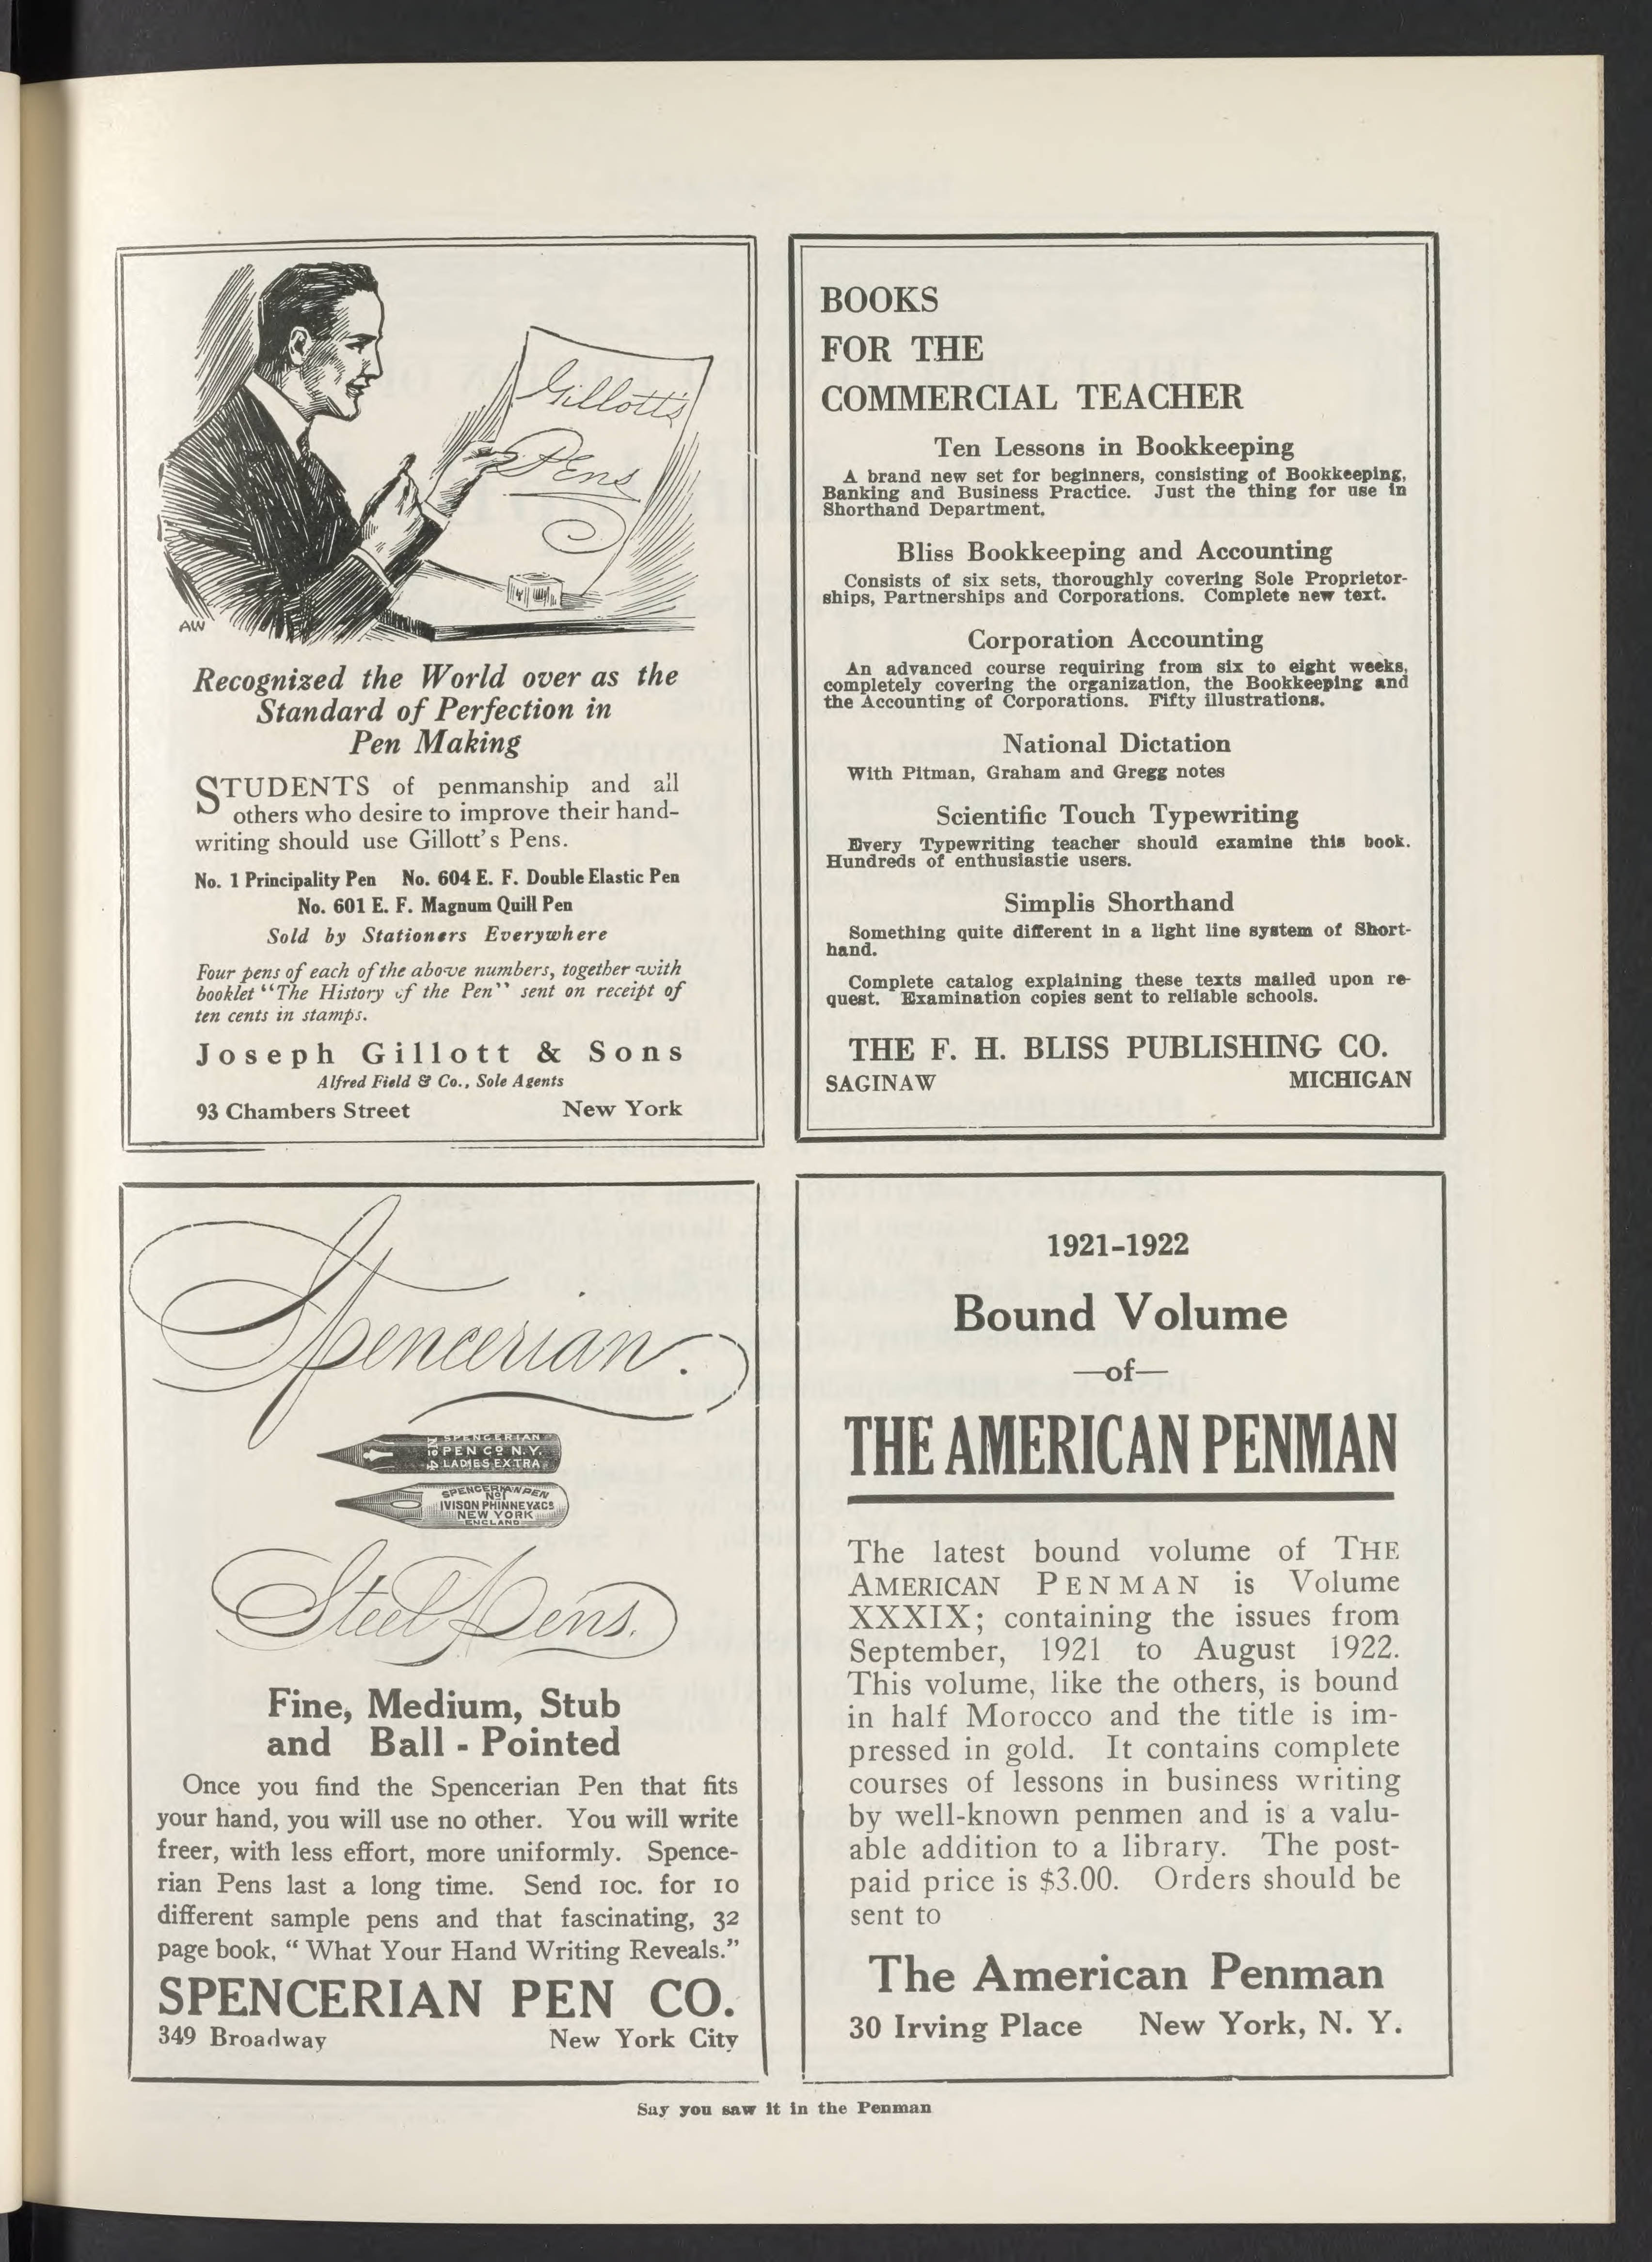 Gillott's
Pens
AW
Recognized the World over as the
Standard of Perfection in
Pen Making
STUDENTS of penmanship and all
others who desire to improve their hand-
writing should use Gillott's Pens.
No. 1 Principality Pen No. 604 E. F. Double Elastic Pen
No. 601 E. F. Magnum Quill Pen
Sold by Stationers Everywhere
Four pens of each of the above numbers, together with
booklet "The History of the Pen" sent on receipt of
ten cents in stamps.
Joseph Gillott & Sons
Alfred Field & Co., Sole Agents
93 Chambers Street New York
BOOKS
FOR THE
COMMERCIAL TEACHER
Ten Lessons in Bookkeeping
A brand new set for beginners, consisting of Bookkeeping,
Banking and Business Practice. Just the thing for use in
Shorthand Department.
Bliss Bookkeeping and Accounting
Consists of six sets, thoroughly covering Sole Proprietor-
ships, Partnerships and Corporations. Complete new text.
Corporation Accounting
An advanced course requiring from six to eight weeks,
completely covering the organization, the Bookkeeping and
the Accounting of Corporations. Fifty illustrations.
National Dictation
With Pitman, Graham and Gregg notes
Scientific Touch Typewriting
Every Typewriting teacher should examine this book.
Hundreds of enthusiastie users.
Simplis Shorthand
Something quite different in a light line system of Short-
hand.
Complete catalog explaining these texts mailed upon re-
quest. Examination copies sent to reliable schools.
THE F. H. BLISS PUBLISHING CO.
SAGINAW MICHIGAN
Spencerian.
SPENCERIAN
No 10 PEN Co N.Y.
LADIES EXTRA
SPENCERIAN PEN
No 1
IVISON PHINNEY & Co
NEW YORK
ENGLAND
Steel Pens.
Fine, Medium, Stub
and Ball - Pointed
Once you find the Spencerian Pen that fits
your hand, you will use no other. You will write
freer, with less effort, more uniformly. Spence-
rian Pens last a long time. Send 10c. for 10
different sample pens and that fascinating, 32
page book, "What Your Hand Writing Reveals."
SPENCERIAN PEN CO.
349 Broadway New York City
1921-1922
Bound Volume
—of—
THE AMERICAN PENMAN
The latest bound volume of THE
AMERICAN PENMAN is Volume
XXXIX; containing the issues from
September, 1921 to August 1922.
This volume, like the others, is bound
in half Morocco and the title is im-
pressed in gold. It contains complete
courses of lessons in business writing
by well-known penmen and is a valu-
able addition to a library. The post-
paid price is $3.00. Orders should be
sent to
The American Penman
30 Irving Place New York, N. Y.
Say you saw it in the Penman